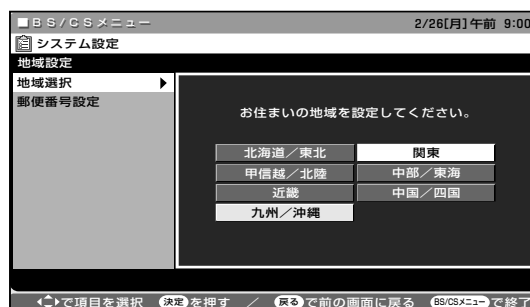 ■BS/CSメニュー 2/26[月]午前 9:00
システム設定
地域設定
地域選択
郵便番号設定
お住まいの地域を設定してください。
北海道/東北 関東
甲信越/北陸 中部/東海
近畿 中国/四国
九州/沖縄
で項目を選択 決定を押す / 戻るで前の画面に戻る BS/CSメニューで終了